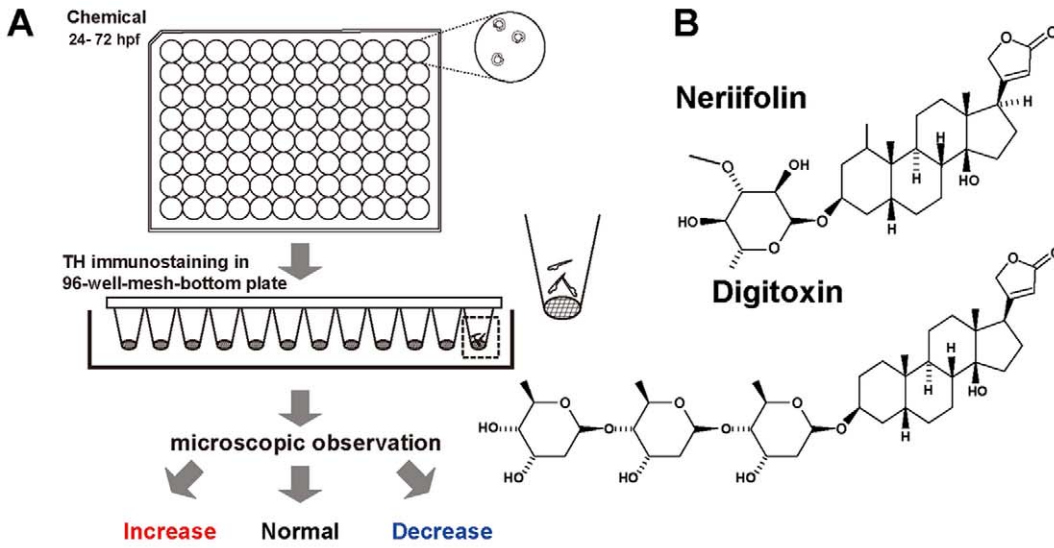 A
Chemical
24- 72 hpf
TH immunostaining in
96-well-mesh-bottom plate
microscopic observation
Increase
Normal
Decrease
B
Neriifolin
O
O
H
H
H
HO
H
O
OH
HO
O
O
Digitoxin
O
O
H
H
HO
H
O
O
O
O
O
O
HO
HO
HO
HO